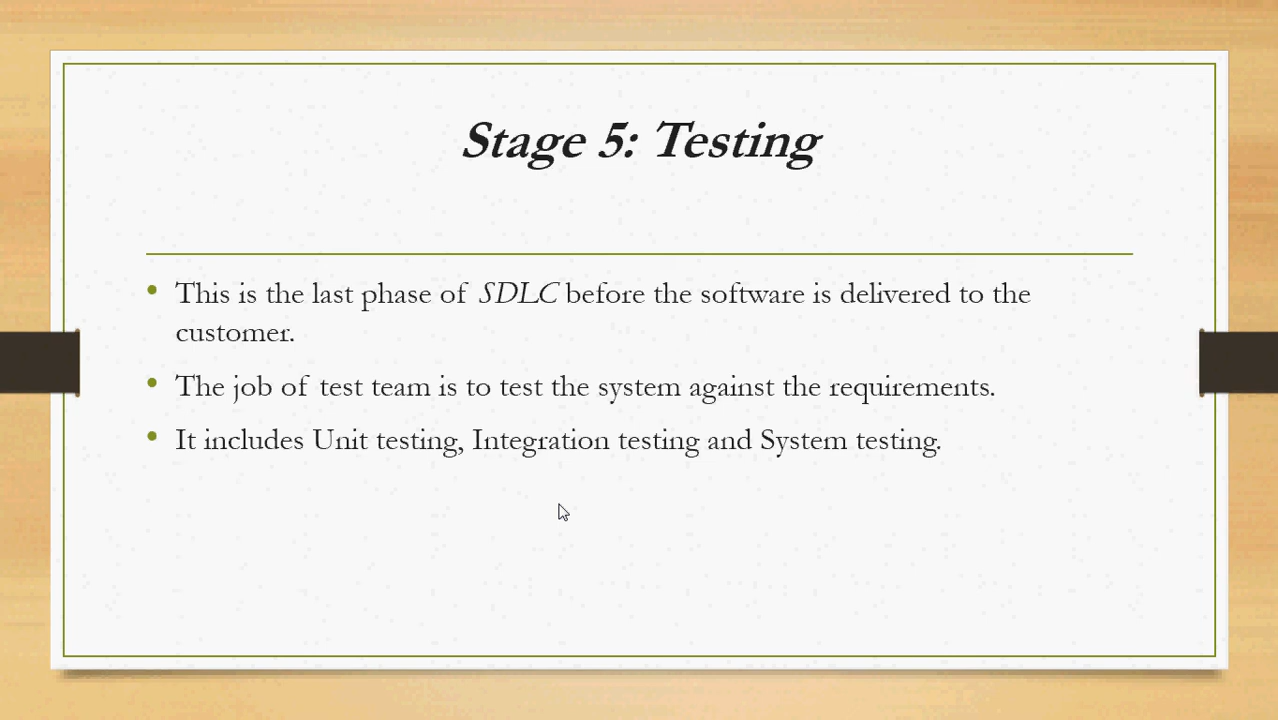 Stage 5: Testing
• This is the last phase of SDLC before the software is delivered to the
customer.
• The job of test team is to test the system against the requirements.
• It includes Unit testing, Integration testing and System testing.